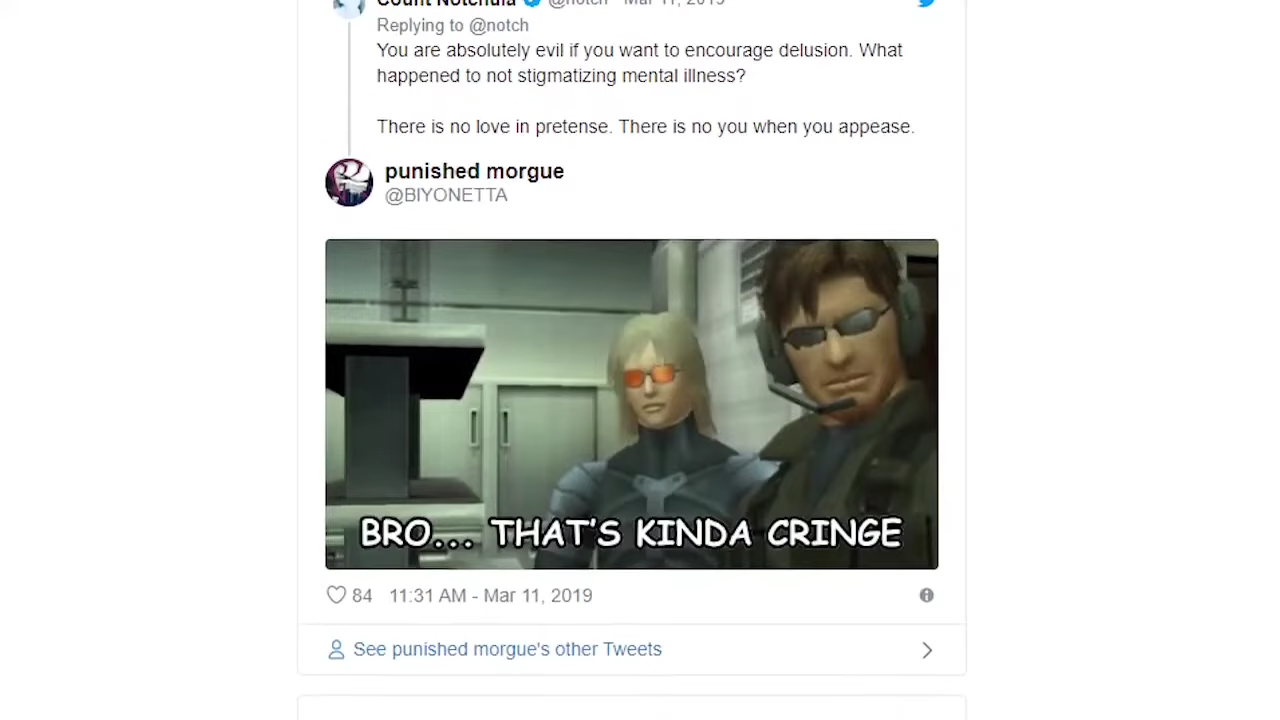 Count Notchula @notch - Mar 11, 2019
Replying to @notch
You are absolutely evil if you want to encourage delusion. What
happened to not stigmatizing mental illness?
There is no love in pretense. There is no you when you appease.
punished morgue
@BIYONETTA
BRO... THAT'S KINDA CRINGE
84 11:31 AM - Mar 11, 2019
See punished morgue's other Tweets